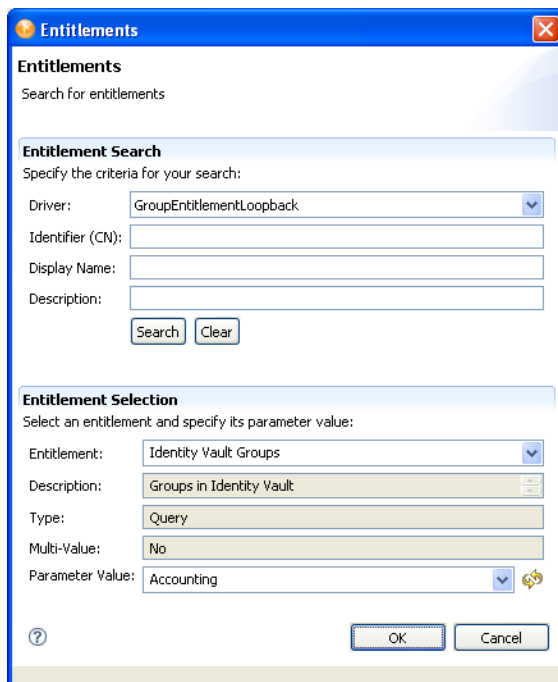 Entitlements
Entitlements
Search for entitlements
Entitlement Search
Specify the criteria for your search:
Driver: GroupEntitlementLoopback
Identifier (CN):
Display Name:
Description:
Search Clear
Entitlement Selection
Select an entitlement and specify its parameter value:
Entitlement: Identity Vault Groups
Description: Groups in Identity Vault
Type: Query
Multi-Value: No
Parameter Value: Accounting
? OK Cancel